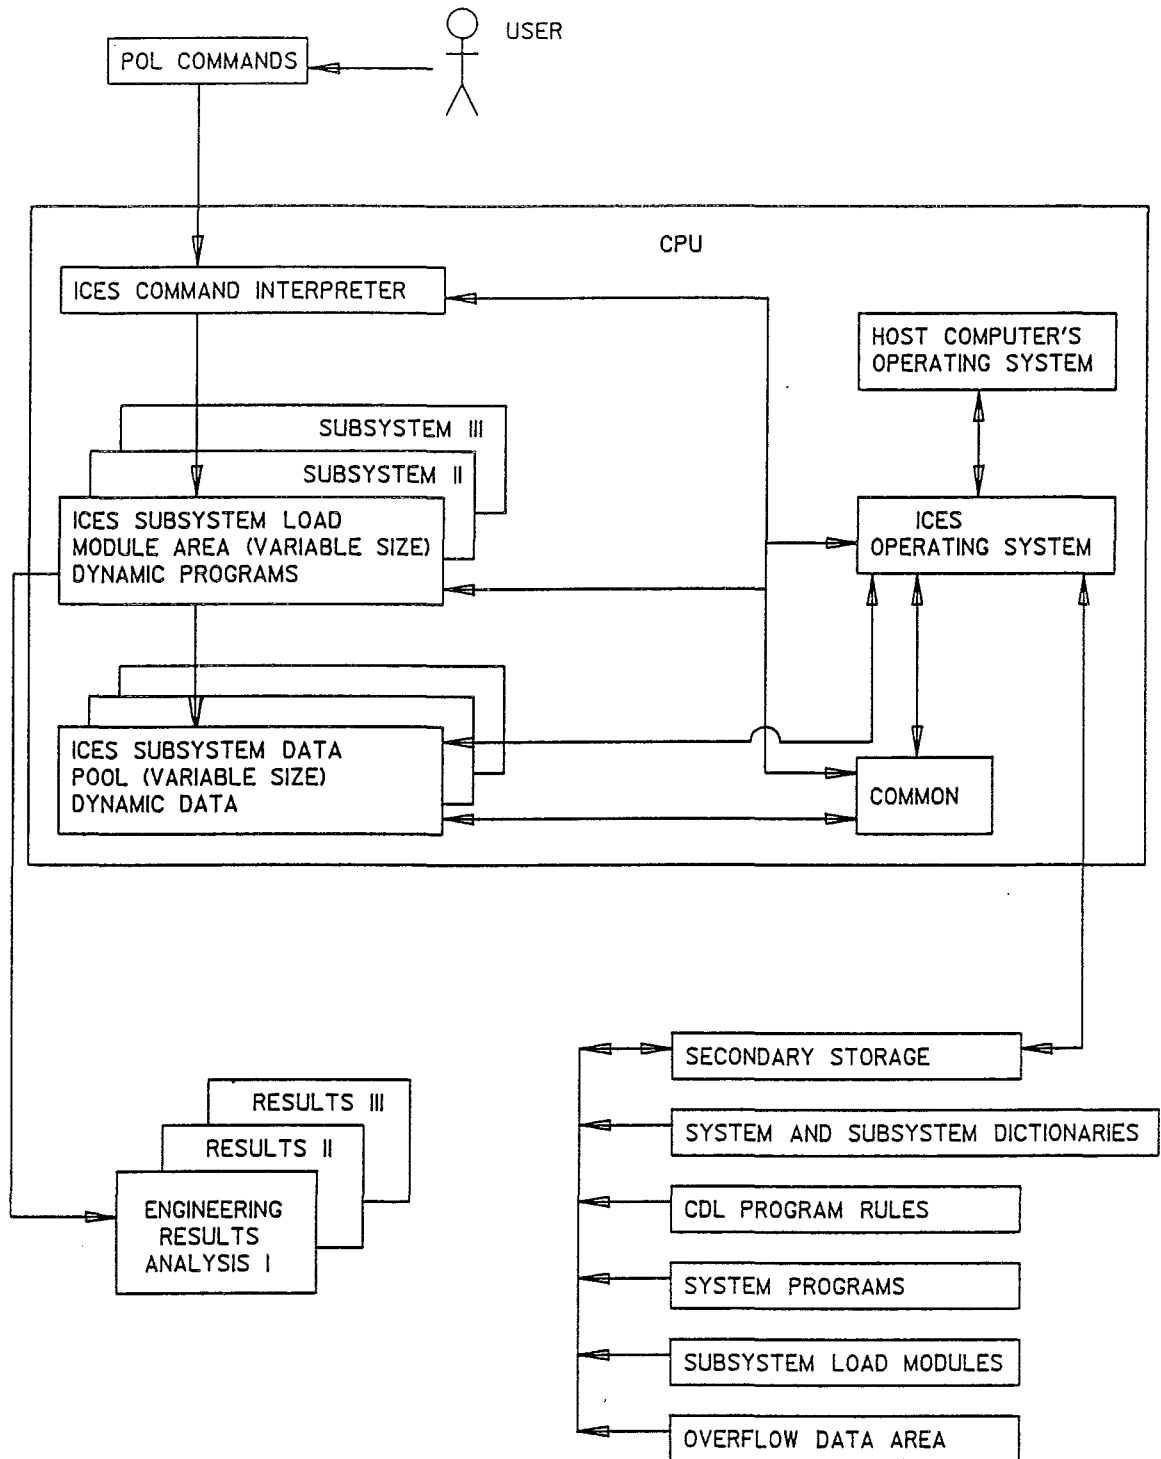 USER
POL COMMANDS
CPU
ICES COMMAND INTERPRETER
HOST COMPUTER'S
OPERATING SYSTEM
SUBSYSTEM III
SUBSYSTEM II
ICES SUBSYSTEM LOAD
MODULE AREA (VARIABLE SIZE)
DYNAMIC PROGRAMS
ICES
OPERATING SYSTEM
ICES SUBSYSTEM DATA
POOL (VARIABLE SIZE)
DYNAMIC DATA
COMMON
SECONDARY STORAGE
SYSTEM AND SUBSYSTEM DICTIONARIES
CDL PROGRAM RULES
SYSTEM PROGRAMS
SUBSYSTEM LOAD MODULES
OVERFLOW DATA AREA
RESULTS III
RESULTS II
ENGINEERING
RESULTS
ANALYSIS I